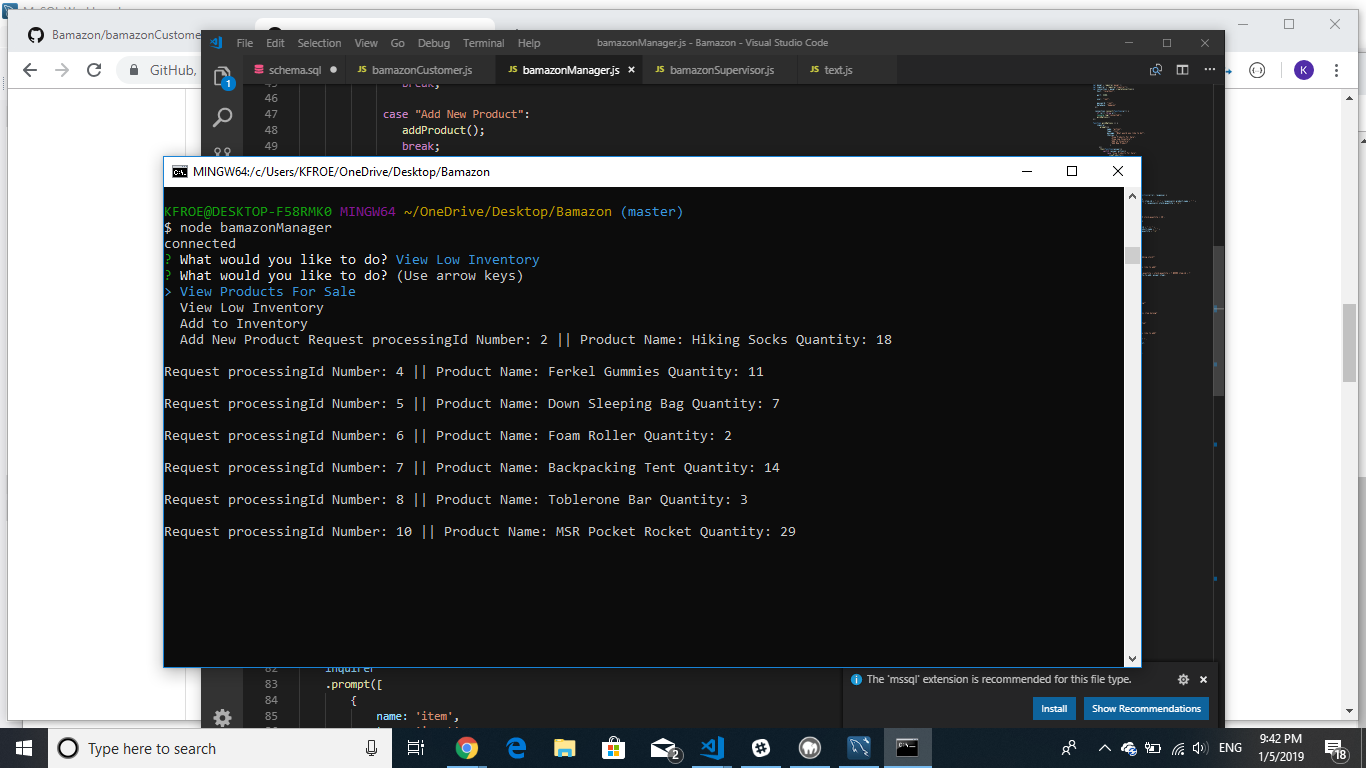 Bamazon/bamazonCustome
GitHub,
K
File Edit Selection View Go Debug Terminal Help
bamazonManager.js - Bamazon - Visual Studio Code
schema.sql
JS bamazonCustomer.js
JS bamazonManager.js
JS bamazonSupervisor.js
JS text.js
1
break;
46
47 case "Add New Product":
48 addProduct();
49 break;
MINGW64:/c/Users/KFROE/OneDrive/Desktop/Bamazon
KFROE@DESKTOP-F58RMK0 MINGW64 ~/OneDrive/Desktop/Bamazon (master)
$ node bamazonManager
connected
? What would you like to do? View Low Inventory
? What would you like to do? (Use arrow keys)
> View Products For Sale
View Low Inventory
Add to Inventory
Add New Product Request processingId Number: 2 || Product Name: Hiking Socks Quantity: 18
Request processingId Number: 4 || Product Name: Ferkel Gummies Quantity: 11
Request processingId Number: 5 || Product Name: Down Sleeping Bag Quantity: 7
Request processingId Number: 6 || Product Name: Foam Roller Quantity: 2
Request processingId Number: 7 || Product Name: Backpacking Tent Quantity: 14
Request processingId Number: 8 || Product Name: Toblerone Bar Quantity: 3
Request processingId Number: 10 || Product Name: MSR Pocket Rocket Quantity: 29
82 inquirer
83 .prompt([
84 {
85 name: 'item',
The 'mssql' extension is recommended for this file type.
Install
Show Recommendations
Type here to search
2
ENG
9:42 PM
1/5/2019
18